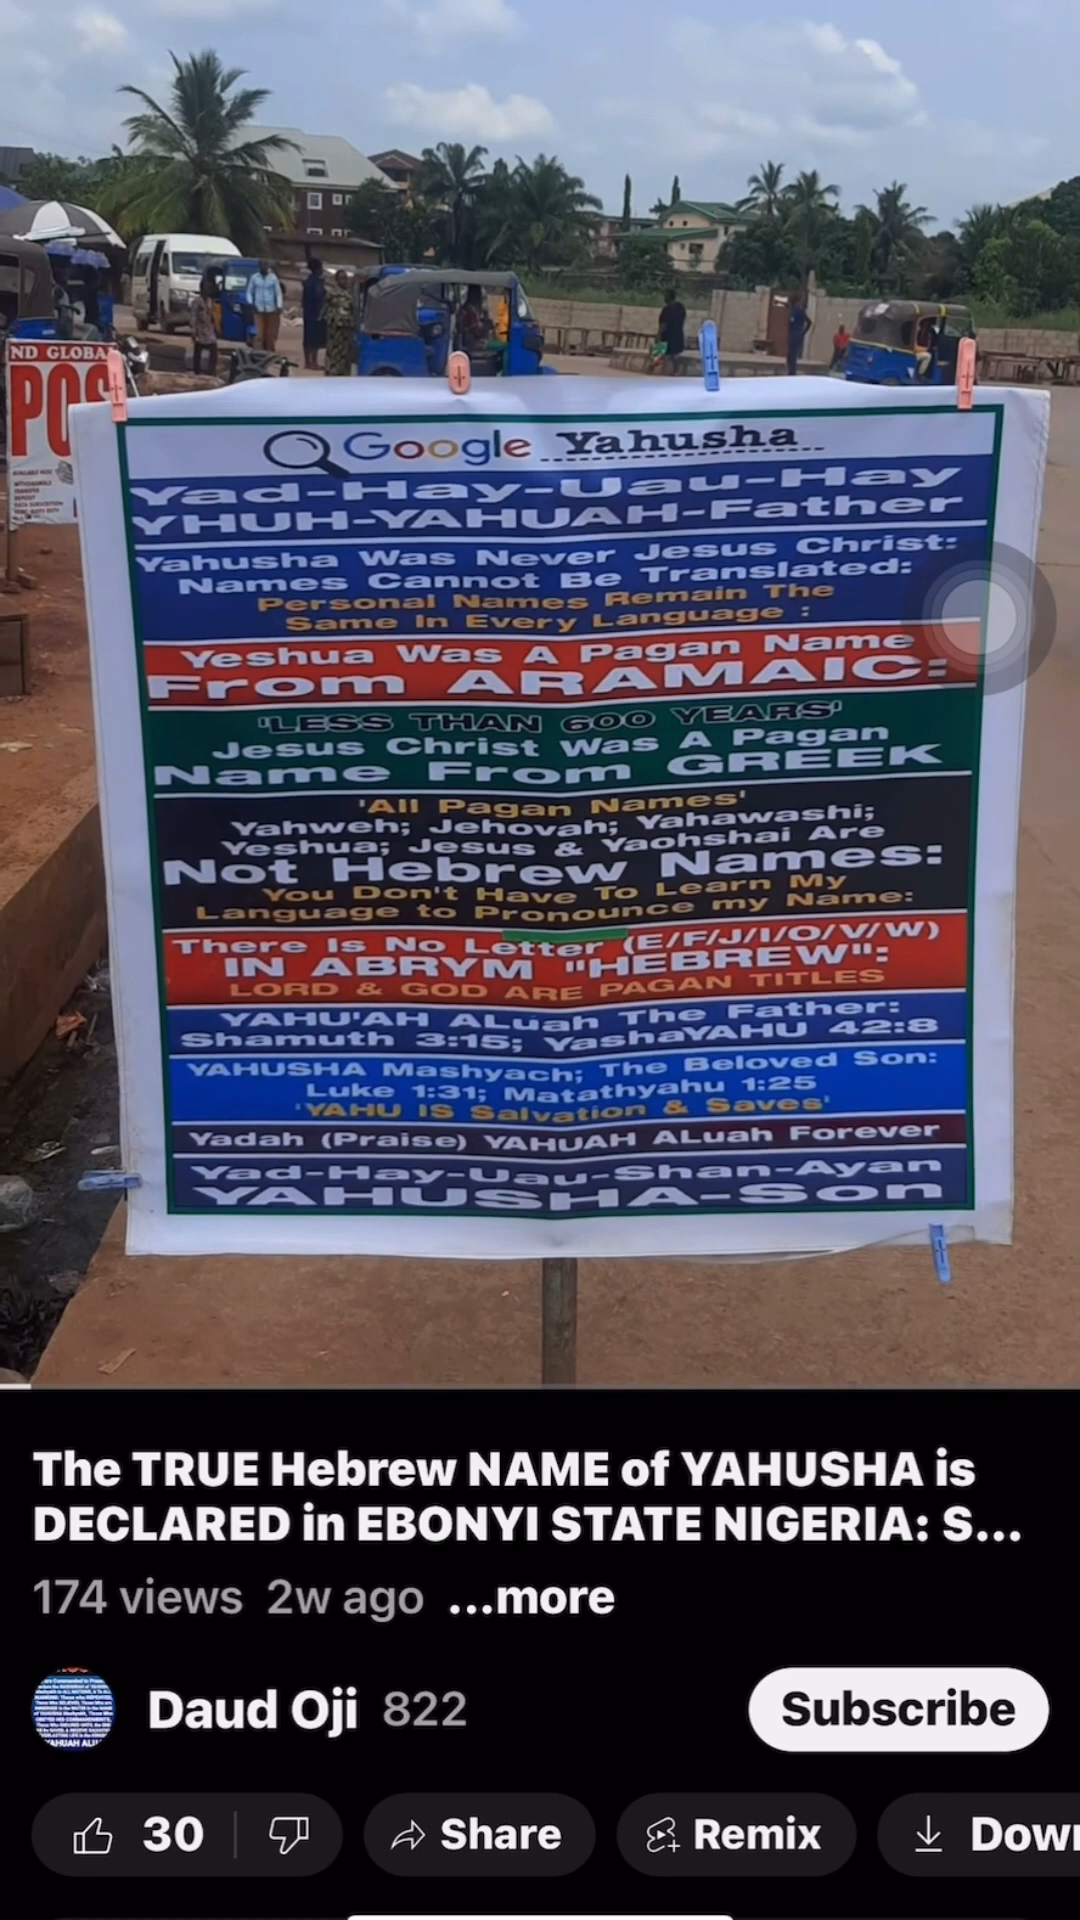 ND GLOBA
POS
Google Yahusha
Yad-Hay-Uau-Hay
YHUH-YAHUAH-Father
Yahusha Was Never Jesus Christ:
Names Cannot Be Translated:
Personal Names Remain The
Same In Every Language :
Yeshua Was A Pagan Name
From ARAMAIC:
'LESS THAN 600 YEARS'
Jesus Christ Was A Pagan
Name From GREEK
'All Pagan Names'
Yahweh; Jehovah; Yahawashi;
Yeshua; Jesus & Yaohshai Are
Not Hebrew Names:
You Don't Have To Learn My
Language to Pronounce my Name:
There Is No Letter (E/F/J/I/O/V/W)
IN ABRYM "HEBREW":
LORD & GOD ARE PAGAN TITLES
YAHU'AH ALuah The Father:
Shamuth 3:15; YashaYAHU 42:8
YAHUSHA Mashyach; The Beloved Son:
Luke 1:31; Matathyahu 1:25
'YAHU IS Salvation & Saves'
Yadah (Praise) YAHUAH ALuah Forever
Yad-Hay-Uau-Shan-Ayan
YAHUSHA-Son
The TRUE Hebrew NAME of YAHUSHA is
DECLARED in EBONYI STATE NIGERIA: S...
174 views 2w ago ...more
Daud Oji 822
Subscribe
30
Share
Remix
Down